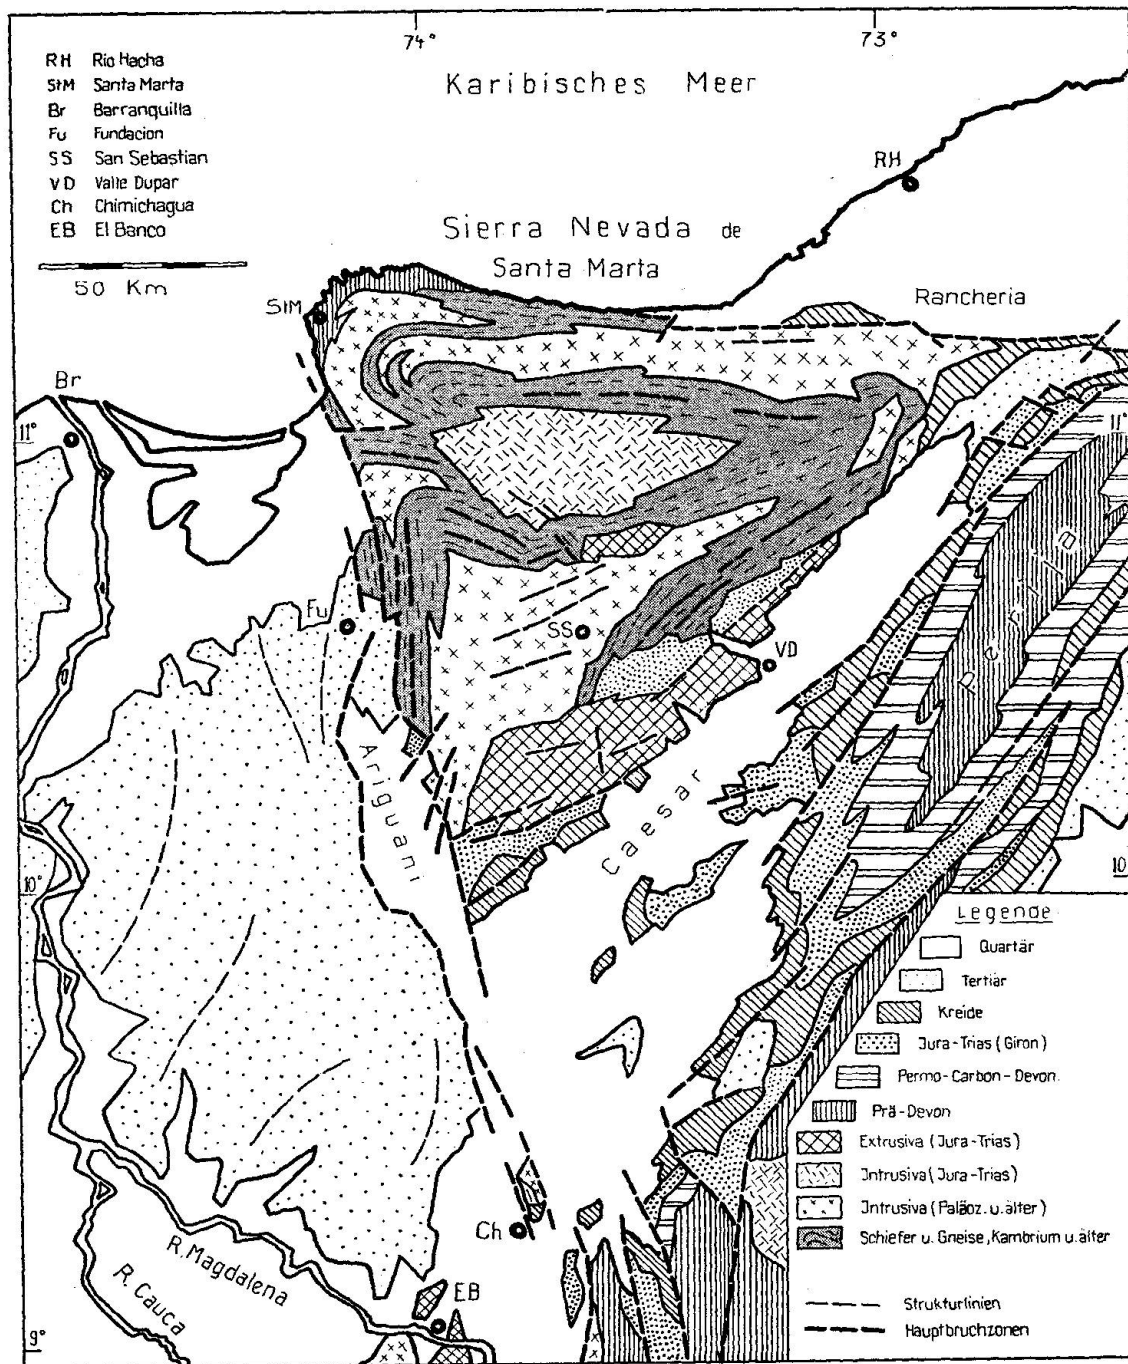 74°
73°
RH Rio Hacha
StM Santa Marta
Br Barranquilla
Fu Fundacion
SS San Sebastian
VD Valle Dupar
Ch Chimichagua
EB El Banco
50 Km
Karibisches Meer
RH
Sierra Nevada de
Santa Marta
Rancheria
StM
Br
11°
11°
Perija
Fu
SS
VD
Ariguani
Caesar
10°
10
Legende
Quartär
Tertiär
Kreide
Jura-Trias (Giron)
Permo-Carbon-Devon.
Prä-Devon
Extrusiva (Jura-Trias)
Intrusiva (Jura-Trias)
Intrusiva (Paläoz. u. älter)
Schiefer u. Gneise, Kambrium u. älter
Strukturlinien
Hauptbruchzonen
Ch
R. Magdalena
R. Cauca
EB
9°